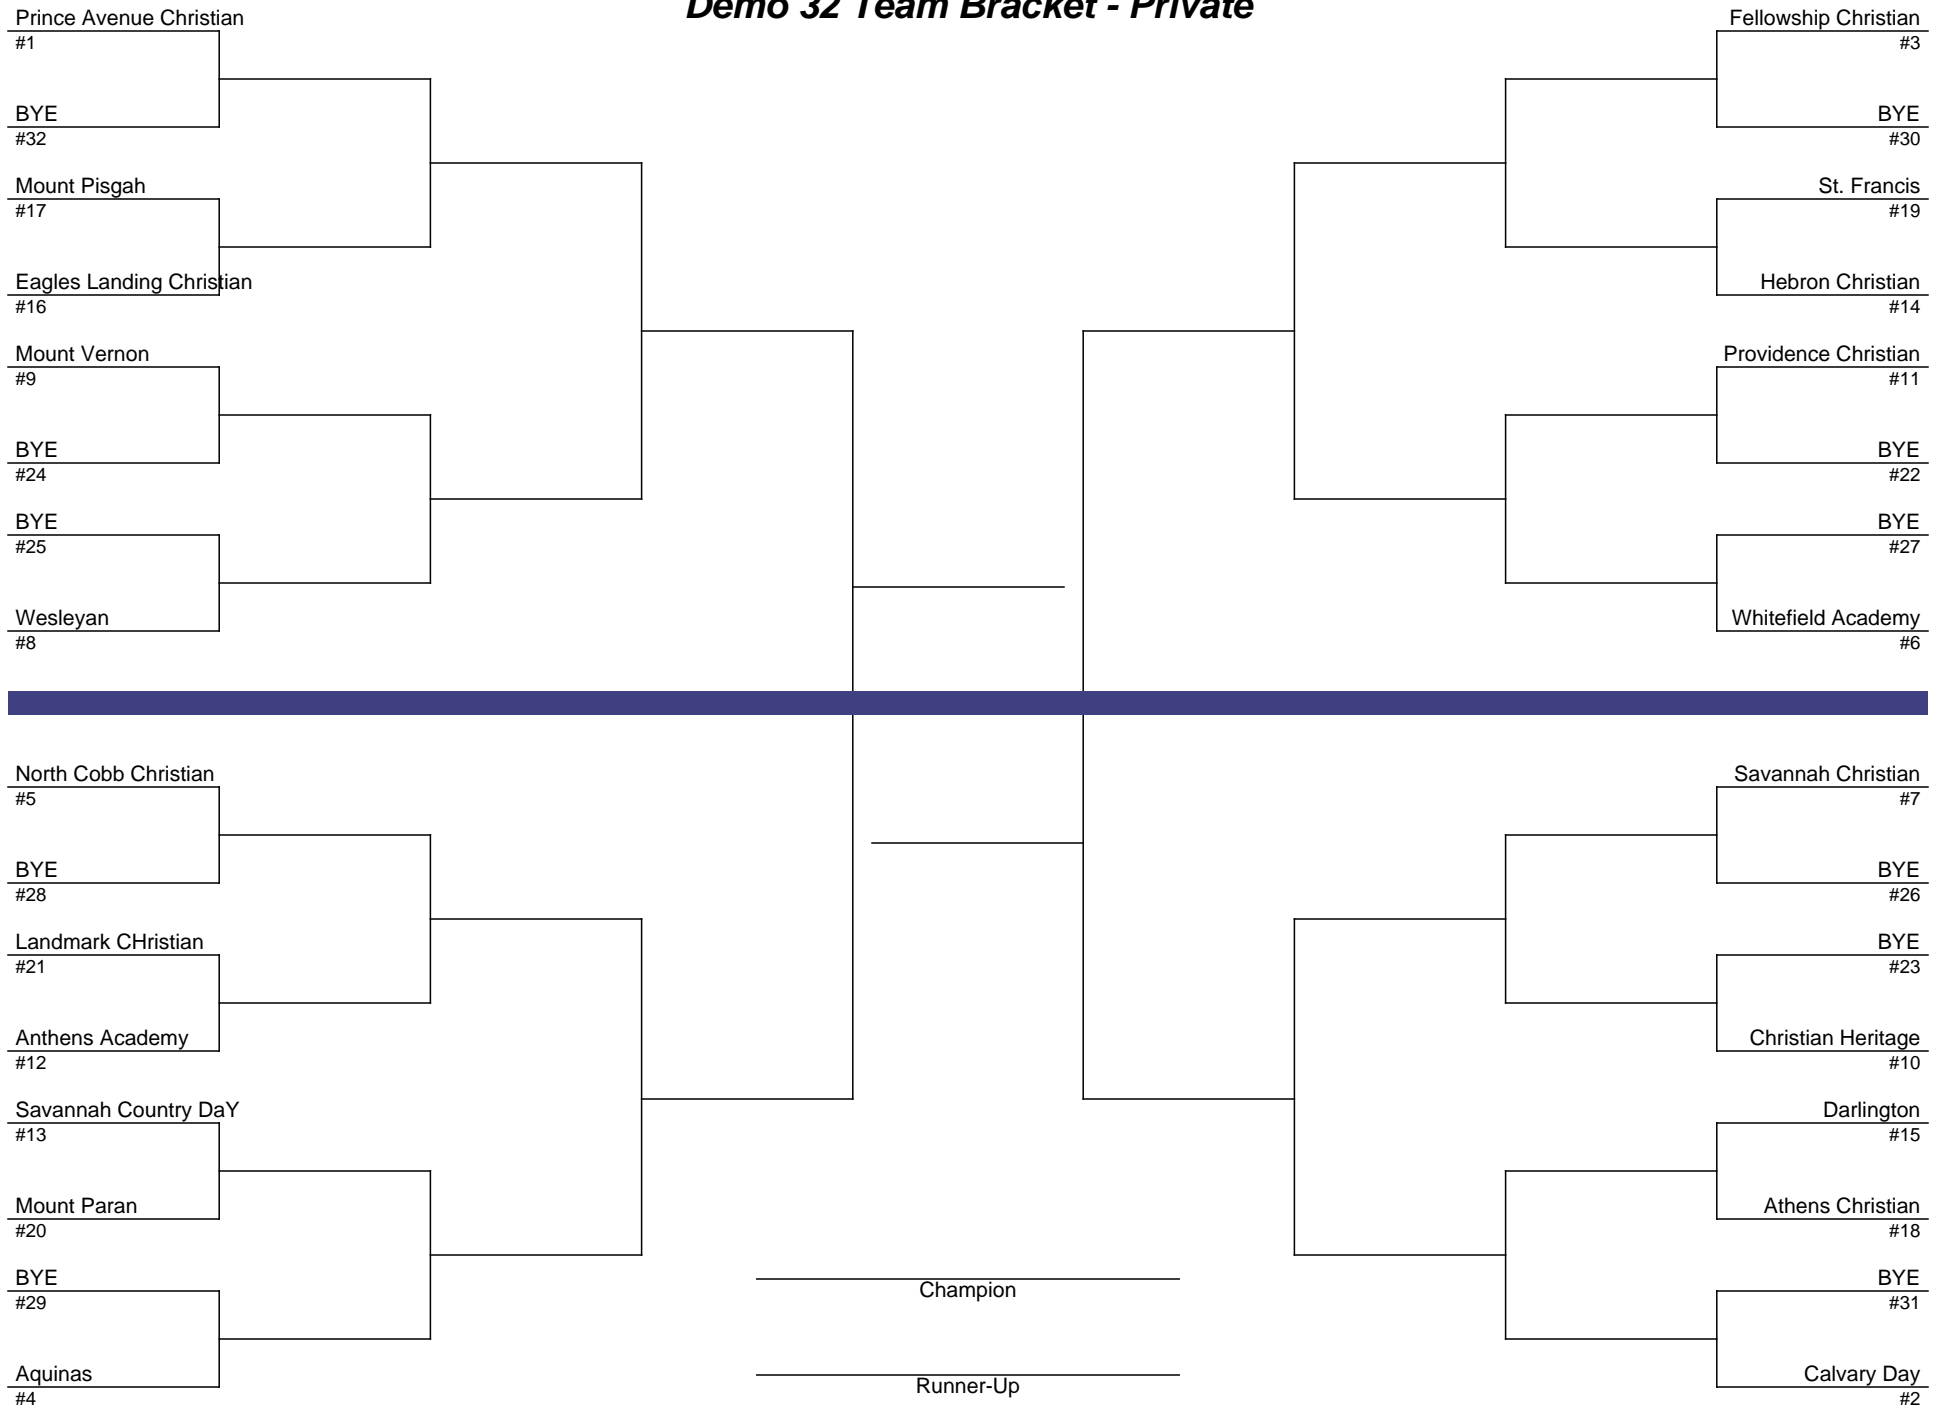 Demo 32 Team Bracket - Private
Prince Avenue Christian
#1
BYE
#32
Mount Pisgah
#17
Eagles Landing Christian
#16
Mount Vernon
#9
BYE
#24
BYE
#25
Wesleyan
#8
North Cobb Christian
#5
BYE
#28
Landmark CHristian
#21
Anthens Academy
#12
Savannah Country DaY
#13
Mount Paran
#20
BYE
#29
Aquinas
#4
Fellowship Christian
#3
BYE
#30
St. Francis
#19
Hebron Christian
#14
Providence Christian
#11
BYE
#22
BYE
#27
Whitefield Academy
#6
Savannah Christian
#7
BYE
#26
BYE
#23
Christian Heritage
#10
Darlington
#15
Athens Christian
#18
BYE
#31
Calvary Day
#2
Champion
Runner-Up